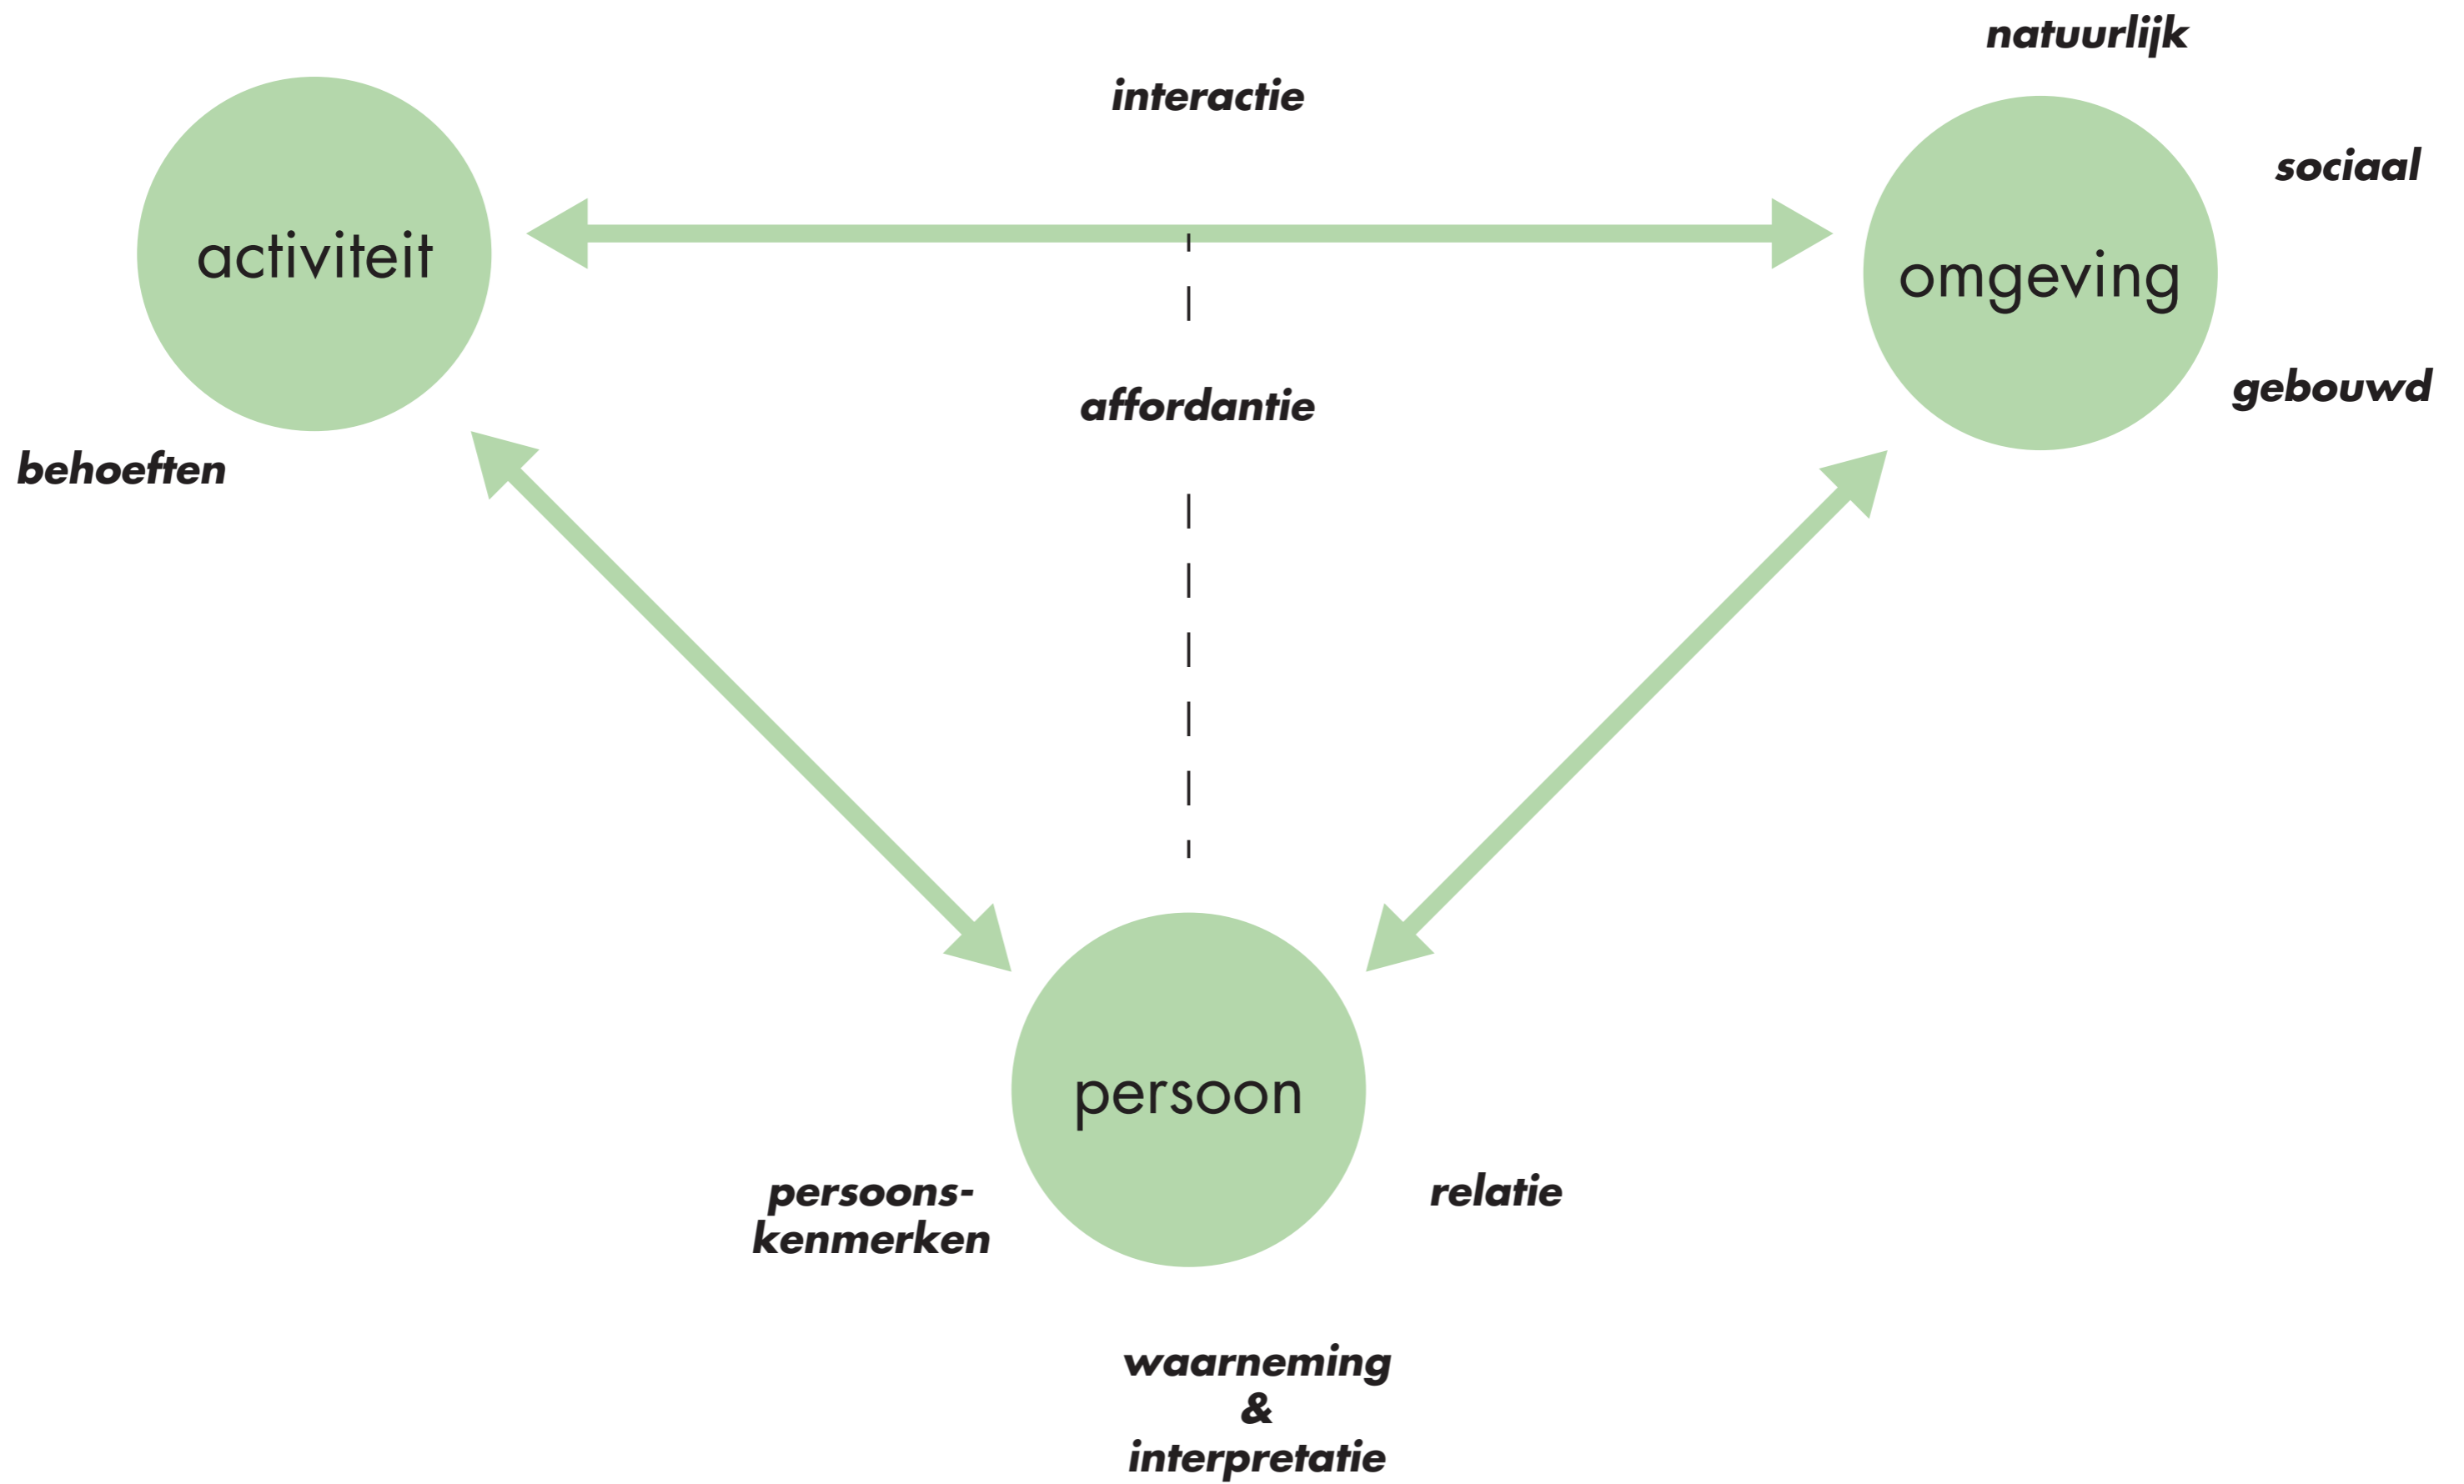 natuurlijk
interactie
sociaal
activiteit
omgeving
gebouwd
affordantie
behoeften
persoon
persoons-
kenmerken
relatie
waarneming
&
interpretatie